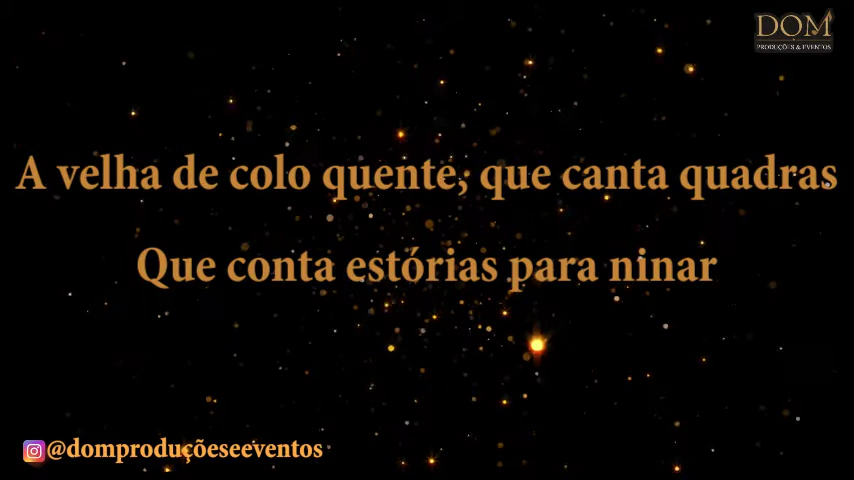 DOM
PRODUÇÕES & EVENTOS
A velha de colo quente, que canta quadras
Que conta estórias para ninar
@domproduçõeseeventos